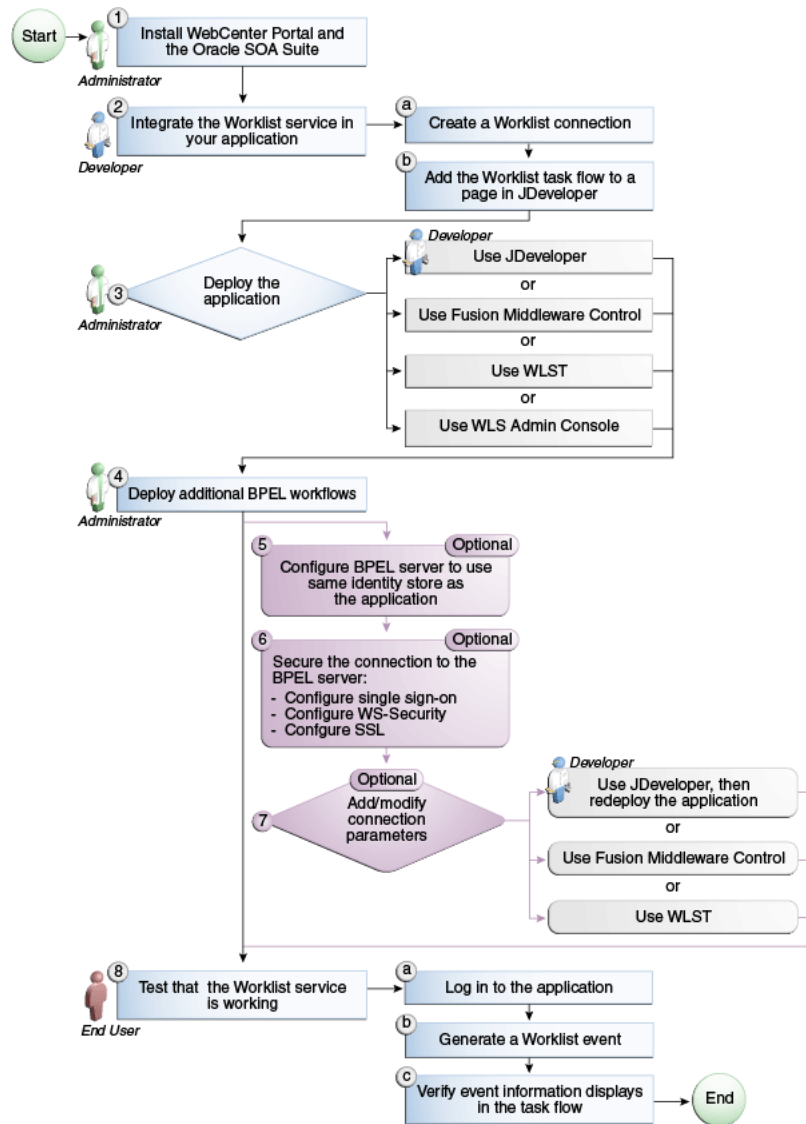 Start
1
Install WebCenter Portal and
the Oracle SOA Suite
Administrator
2
Integrate the Worklist service in
your application
Developer
a
Create a Worklist connection
b
Add the Worklist task flow to a
page in JDeveloper
3
Deploy the
application
Administrator
Developer
Use JDeveloper
or
Use Fusion Middleware Control
or
Use WLST
or
Use WLS Admin Console
4
Deploy additional BPEL workflows
Administrator
5
Optional
Configure BPEL server to use
same identity store as
the application
6
Optional
Secure the connection to the
BPEL server:
- Configure single sign-on
- Configure WS-Security
- Confgure SSL
7
Optional
Add/modify
connection
parameters
Developer
Use JDeveloper, then
redeploy the application
or
Use Fusion Middleware Control
or
Use WLST
8
Test that the Worklist service
is working
End User
a
Log in to the application
b
Generate a Worklist event
c
Verify event information displays
in the task flow
End